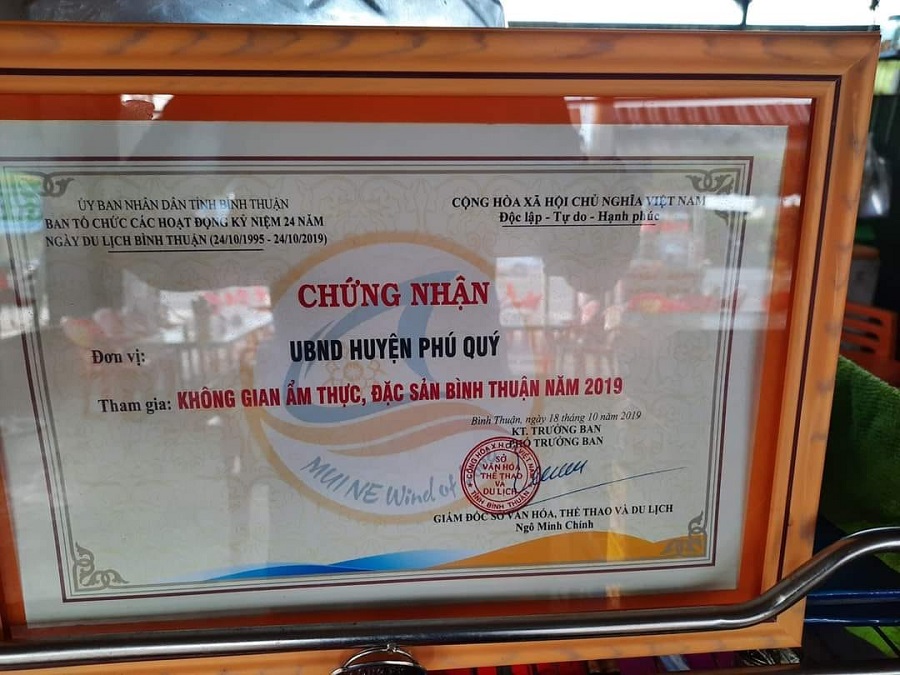 ỦY BAN NHÂN DÂN TỈNH BÌNH THUẬN
BAN TỔ CHỨC CÁC HOẠT ĐỘNG KỶ NIỆM 24 NĂM
NGÀY DU LỊCH BÌNH THUẬN (24/10/1995 - 24/10/2019)
CỘNG HÒA XÃ HỘI CHỦ NGHĨA VIỆT NAM
Độc lập - Tự do - Hạnh phúc
CHỨNG NHẬN
Đơn vị: UBND HUYỆN PHÚ QUÝ
Tham gia: KHÔNG GIAN ẨM THỰC, ĐẶC SẢN BÌNH THUẬN NĂM 2019
Bình Thuận, ngày 18 tháng 10 năm 2019
KT. TRƯỞNG BAN
PHÓ TRƯỞNG BAN
SỞ
VĂN HÓA
THỂ THAO
VÀ
DU LỊCH
TỈNH BÌNH THUẬN
MUI NE Wind of
GIÁM ĐỐC SỞ VĂN HÓA, THỂ THAO VÀ DU LỊCH
Ngô Minh Chính